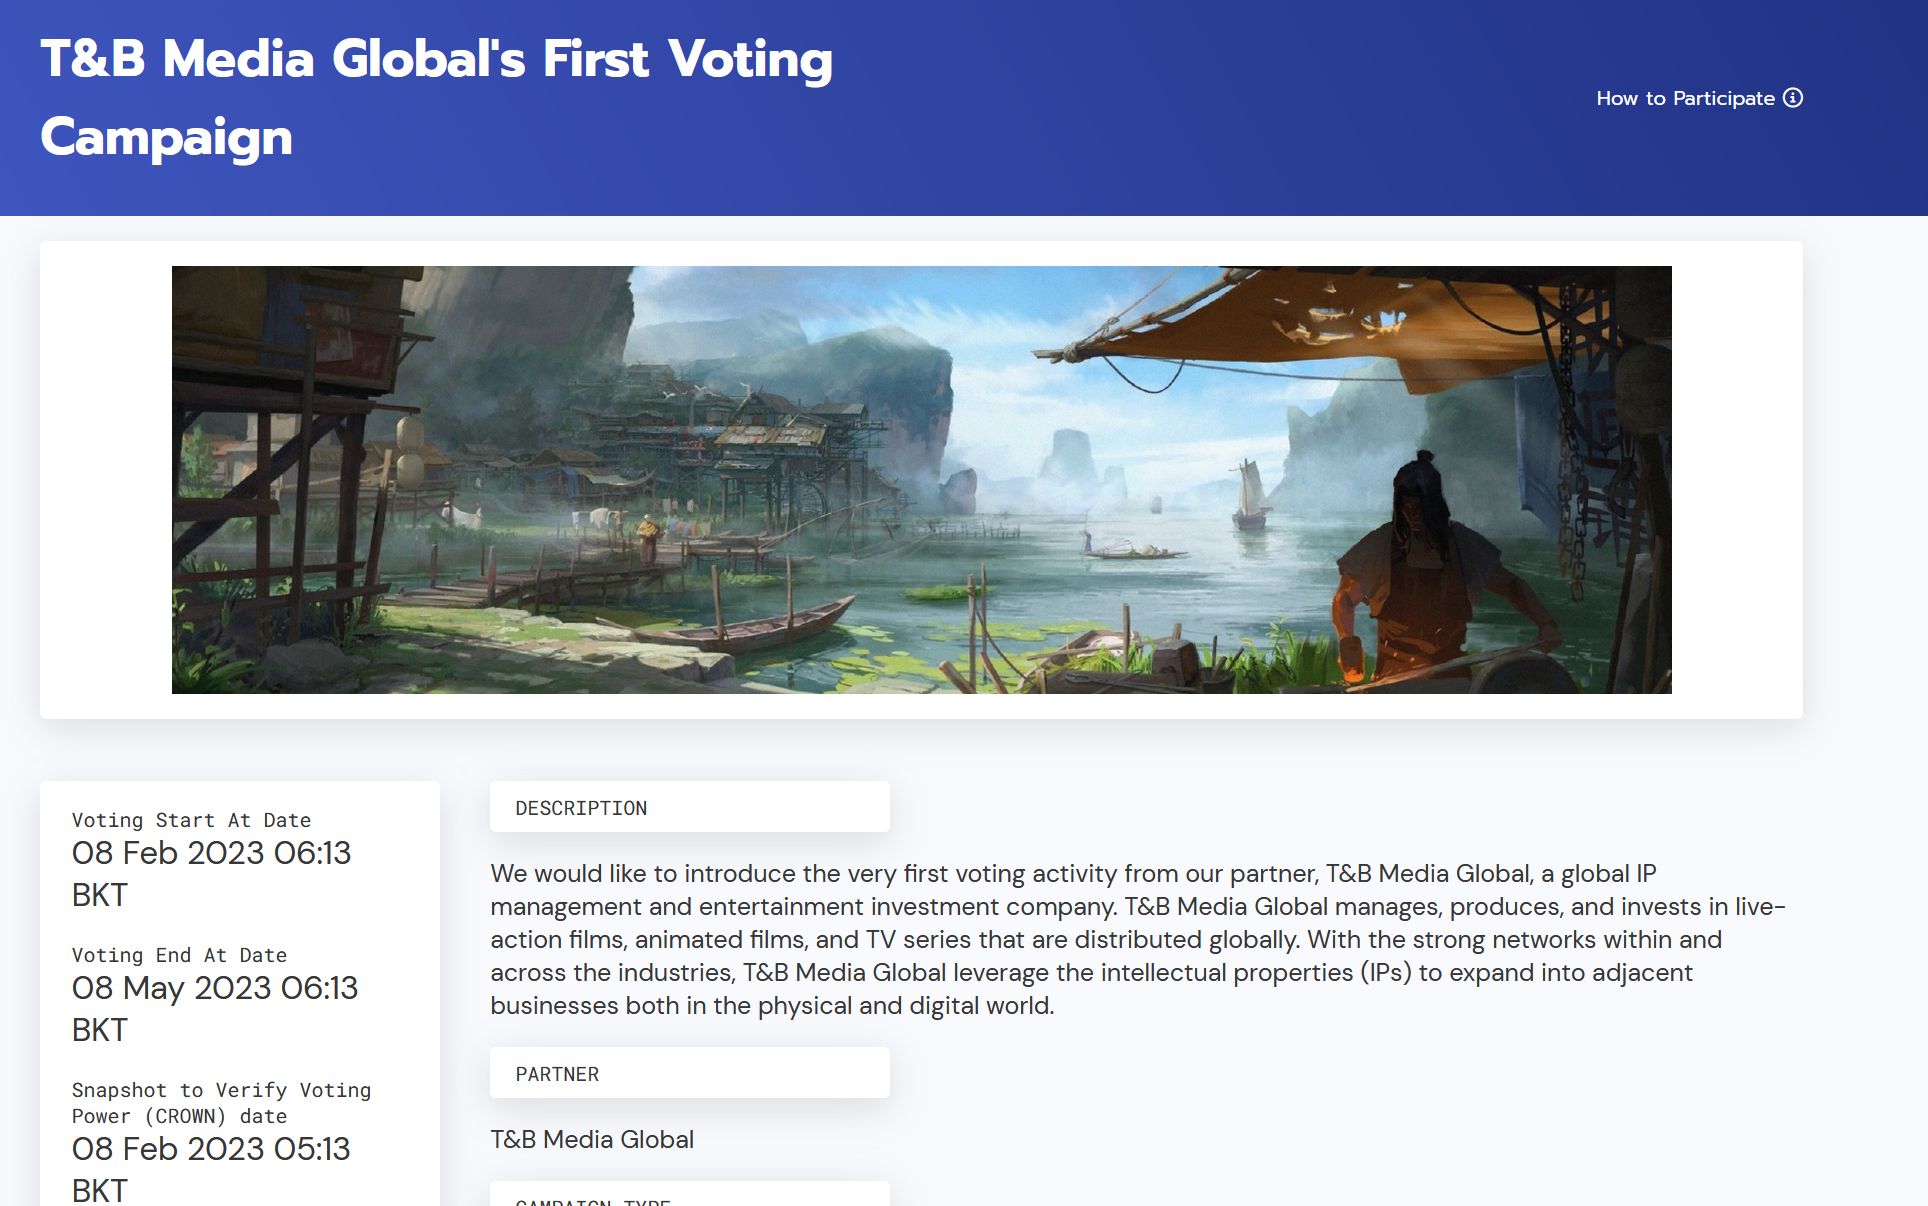 T&B Media Global's First Voting
Campaign
How to Participate
Voting Start At Date
08 Feb 2023 06:13
BKT
Voting End At Date
08 May 2023 06:13
BKT
Snapshot to Verify Voting
Power (CROWN) date
08 Feb 2023 05:13
BKT
DESCRIPTION
We would like to introduce the very first voting activity from our partner, T&B Media Global, a global IP
management and entertainment investment company. T&B Media Global manages, produces, and invests in live-
action films, animated films, and TV series that are distributed globally. With the strong networks within and
across the industries, T&B Media Global leverage the intellectual properties (IPs) to expand into adjacent
businesses both in the physical and digital world.
PARTNER
T&B Media Global
CAMPAIGN TYPE